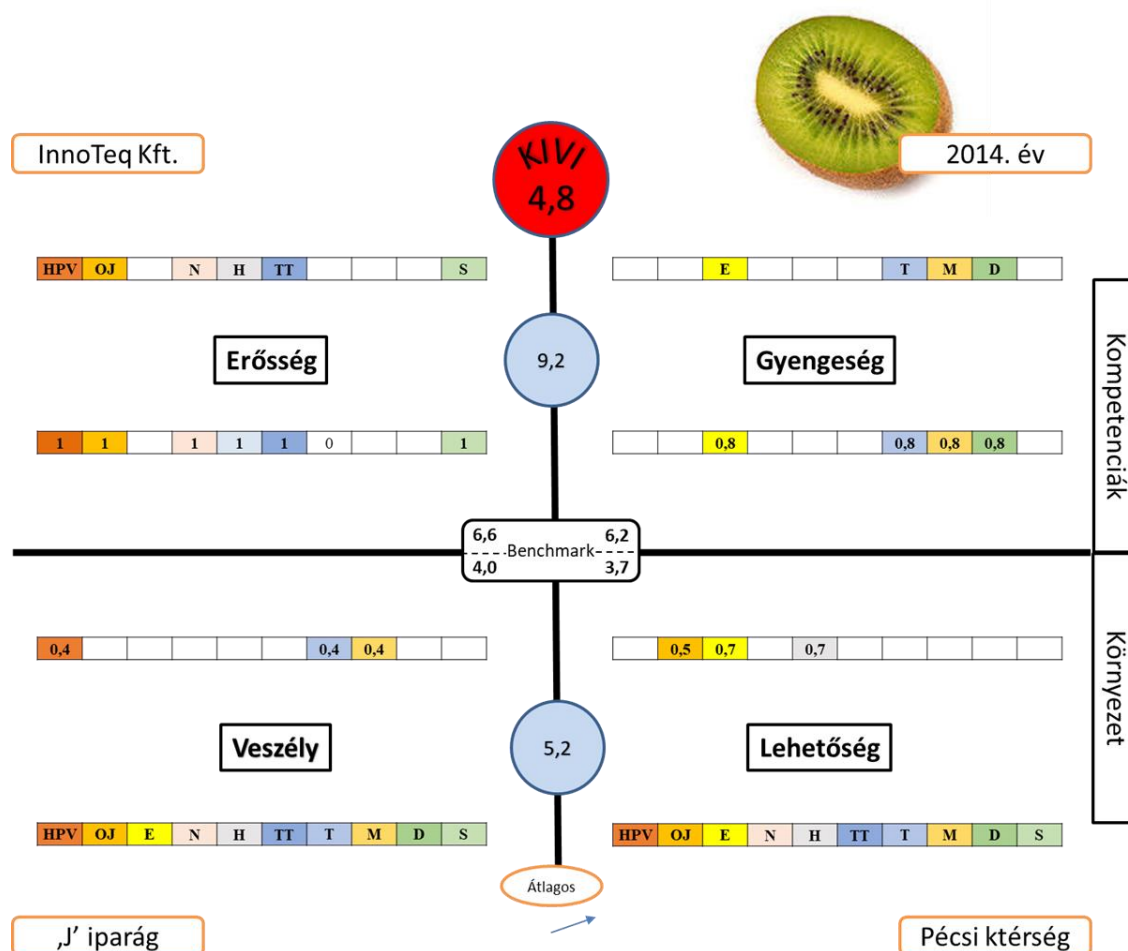 InnoTeq Kft.
KIVI
4,8
2014. év
HPV OJ N H TT S
E T M D
Erősség
9,2
Gyengeség
Kompetenciák
1 1 1 1 1 0 1
0,8 0,8 0,8 0,8
6,6 6,2
Benchmark
4,0 3,7
0,4 0,4 0,4
0,5 0,7 0,7
Környezet
Veszély
5,2
Lehetőség
HPV OJ E N H TT T M D S
HPV OJ E N H TT T M D S
Átlagos
‚J’ iparág
Pécsi ktérség